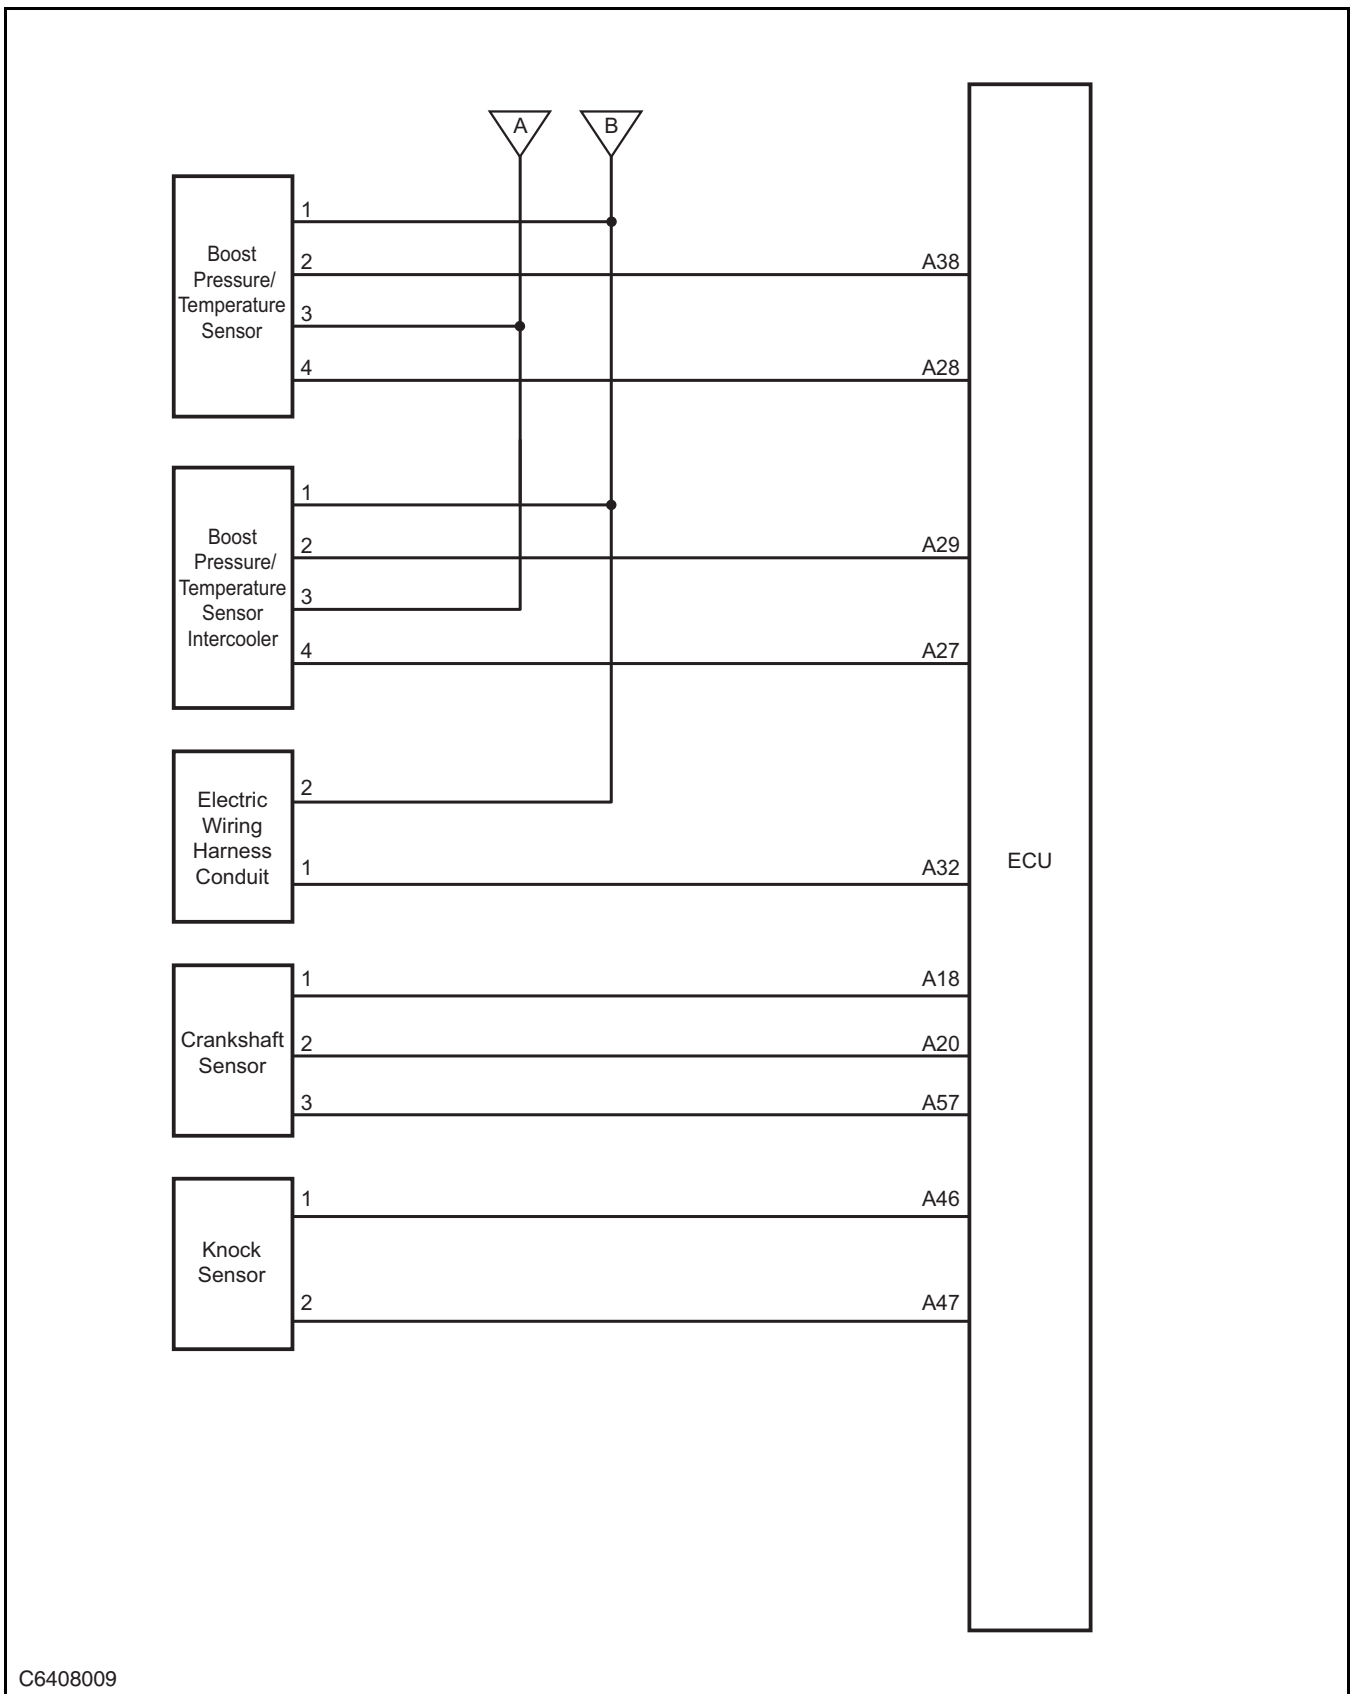 A
B
1
Boost
Pressure/
Temperature
Sensor
2
A38
3
4
A28
1
Boost
Pressure/
Temperature
Sensor
Intercooler
2
A29
3
4
A27
2
Electric
Wiring
Harness
Conduit
1
A32
ECU
1
A18
Crankshaft
Sensor
2
A20
3
A57
1
A46
Knock
Sensor
2
A47
C6408009